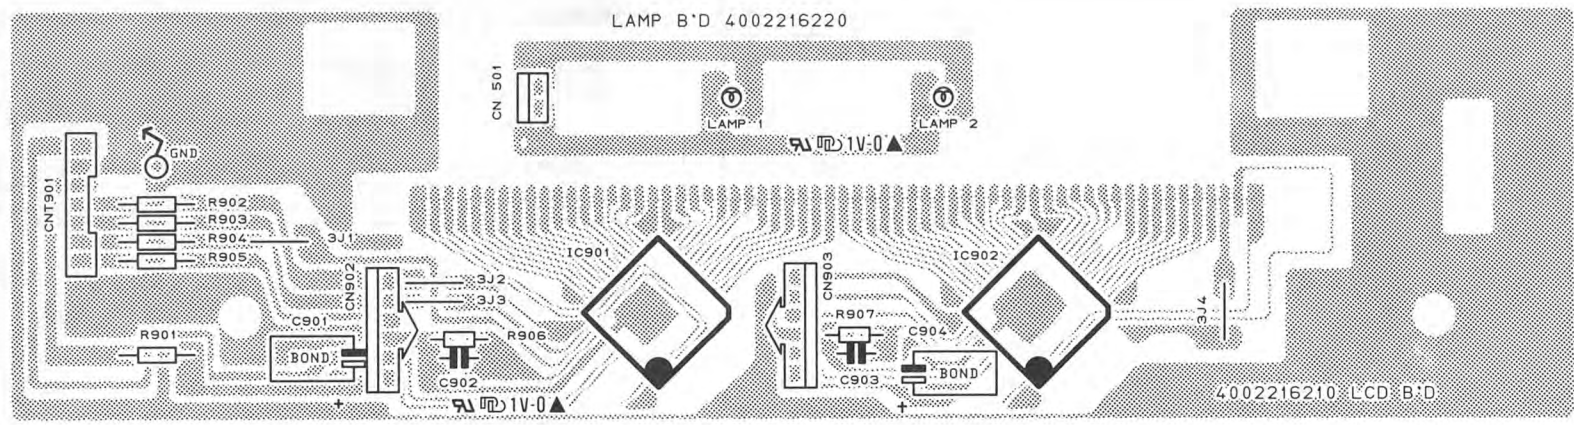 LAMP B'D 4002216220
CN 501
LAMP 1
LAMP 2
1V-0
GND
CNT901
R902
R903
R904
R905
3J1
CN902
3J2
3J3
IC901
CN903
IC902
3J4
R901
C901
BOND
R906
C902
R907
C904
C903
BOND
+
1V-0
+
4002216210 LCD B'D